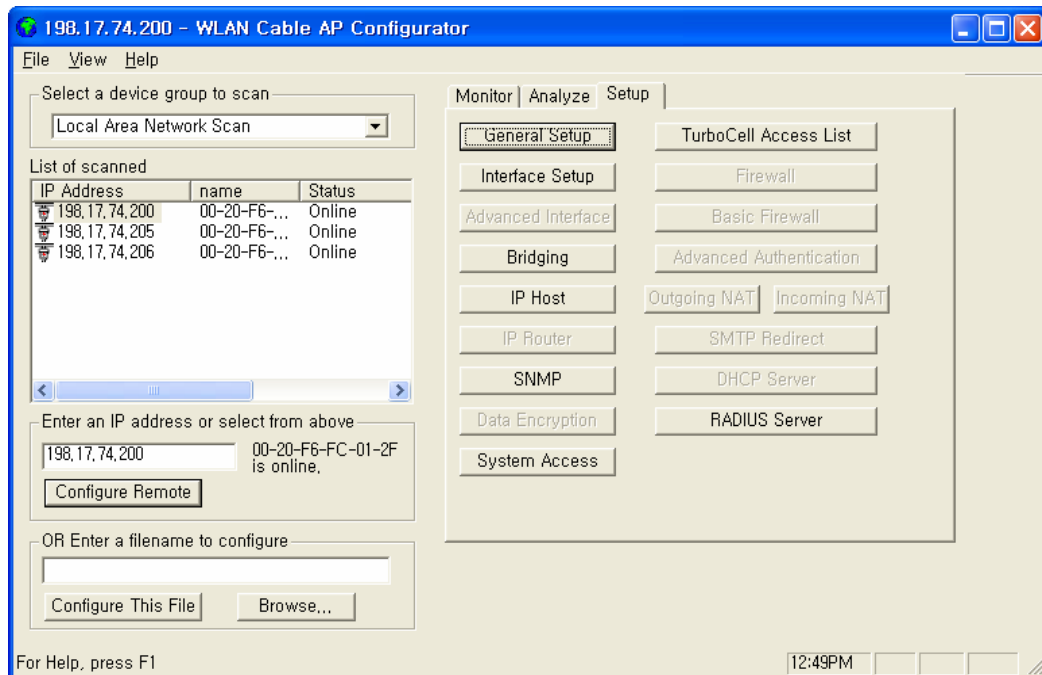 198.17.74.200 - WLAN Cable AP Configurator
File View Help
Select a device group to scan
Local Area Network Scan
List of scanned
IP Address name Status
198,17,74,200 00-20-F6-... Online
198,17,74,205 00-20-F6-... Online
198,17,74,206 00-20-F6-... Online
Enter an IP address or select from above
198,17,74,200 00-20-F6-FC-01-2F
is online,
Configure Remote
OR Enter a filename to configure
Configure This File Browse,,,
Monitor Analyze Setup
General Setup TurboCell Access List
Interface Setup Firewall
Advanced Interface Basic Firewall
Bridging Advanced Authentication
IP Host Outgoing NAT Incoming NAT
IP Router SMTP Redirect
SNMP DHCP Server
Data Encryption RADIUS Server
System Access
For Help, press F1 12:49PM